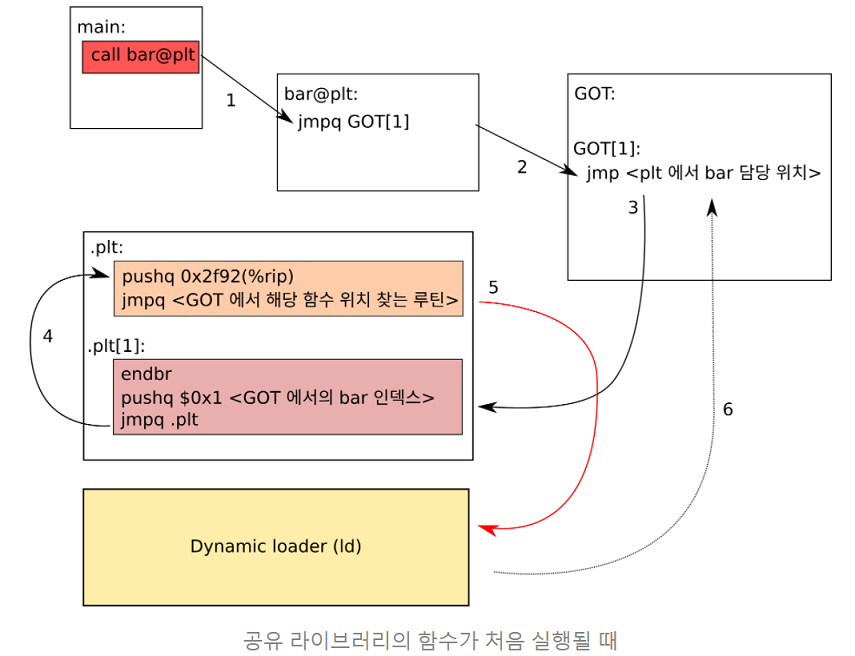 main:
call bar@plt
1
bar@plt:
jmpq GOT[1]
2
GOT:
GOT[1]:
jmp <plt 에서 bar 담당 위치>
3
.plt:
pushq 0x2f92(%rip)
jmpq <GOT 에서 해당 함수 위치 찾는 루틴>
5
4
.plt[1]:
endbr
pushq $0x1 <GOT 에서의 bar 인덱스>
jmpq .plt
6
Dynamic loader (ld)
공유 라이브러리의 함수가 처음 실행될 때